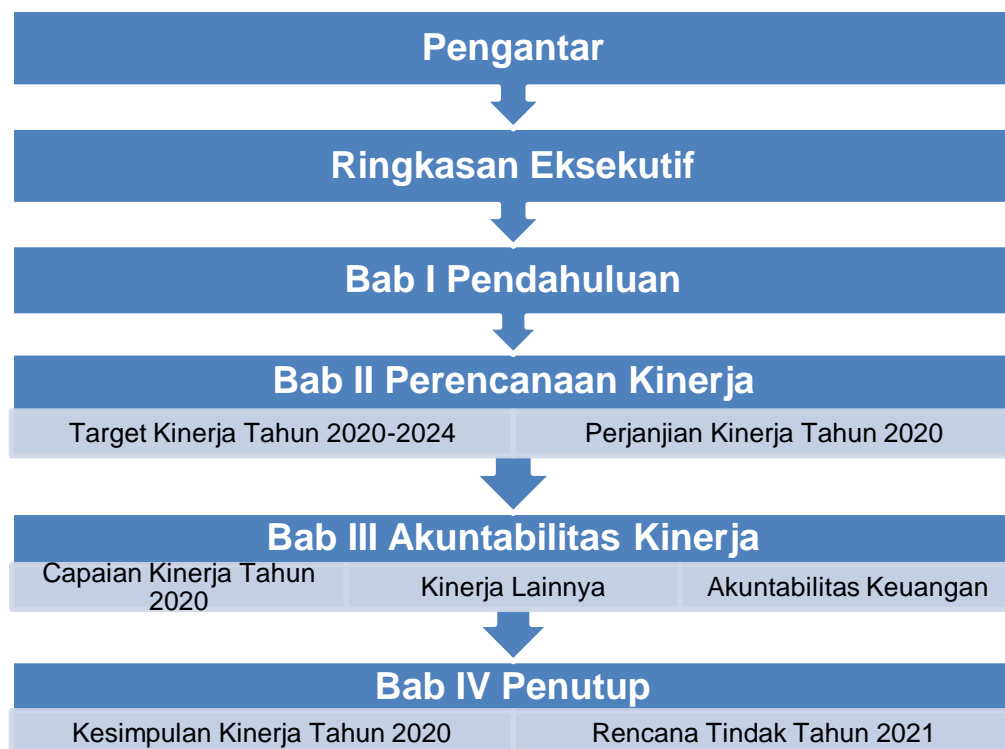 Pengantar
Ringkasan Eksekutif
Bab I Pendahuluan
Bab II Perencanaan Kinerja
Target Kinerja Tahun 2020-2024
Perjanjian Kinerja Tahun 2020
Bab III Akuntabilitas Kinerja
Capaian Kinerja Tahun
2020
Kinerja Lainnya
Akuntabilitas Keuangan
Bab IV Penutup
Kesimpulan Kinerja Tahun 2020
Rencana Tindak Tahun 2021